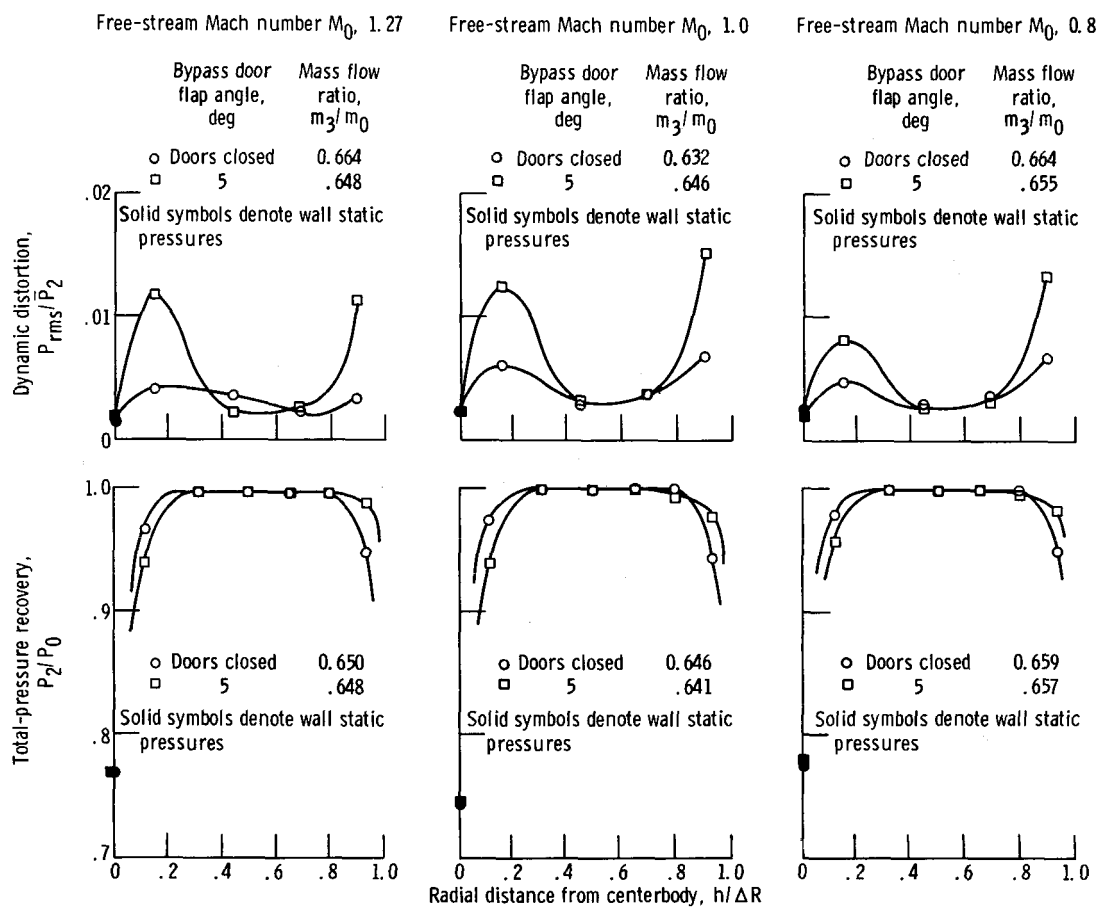 Free-stream Mach number M₀, 1.27
Bypass door flap angle, deg
Mass flow ratio, m₃/m₀
Doors closed 0.664
5 .648
Solid symbols denote wall static pressures
Free-stream Mach number M₀, 1.0
Bypass door flap angle, deg
Mass flow ratio, m₃/m₀
Doors closed 0.632
5 .646
Solid symbols denote wall static pressures
Free-stream Mach number M₀, 0.8
Bypass door flap angle, deg
Mass flow ratio, m₃/m₀
Doors closed 0.664
5 .655
Solid symbols denote wall static pressures
Dynamic distortion,
P_rms/P̄₂
.02
.01
0
Total-pressure recovery,
P₂/P₀
1.0
.9
.8
.7
Doors closed 0.650
5 .648
Solid symbols denote wall static pressures
Doors closed 0.646
5 .641
Solid symbols denote wall static pressures
Doors closed 0.659
5 .657
Solid symbols denote wall static pressures
0 .2 .4 .6 .8 1.0
0 .2 .4 .6 .8 1.0
0 .2 .4 .6 .8 1.0
Radial distance from centerbody, h/ΔR